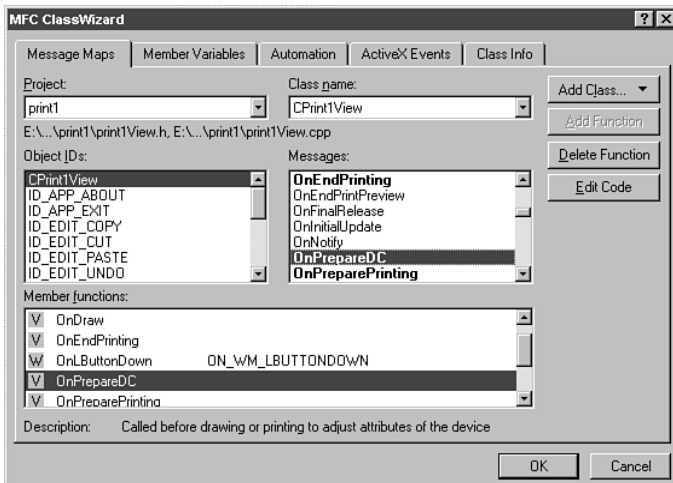 MFC ClassWizard
Message Maps Member Variables Automation ActiveX Events Class Info
Project: Class name:
print1 CPrint1View
Add Class...
E:\...\print1\print1View.h, E:\...\print1\print1View.cpp
Add Function
Object IDs: Messages:
Delete Function
Edit Code
CPrint1View OnEndPrinting
ID_APP_ABOUT OnEndPrintPreview
ID_APP_EXIT OnFinalRelease
ID_EDIT_COPY OnInitialUpdate
ID_EDIT_CUT OnNotify
ID_EDIT_PASTE OnPrepareDC
ID_EDIT_UNDO OnPreparePrinting
Member functions:
V OnDraw
V OnEndPrinting
W OnLButtonDown ON_WM_LBUTTONDOWN
V OnPrepareDC
V OnPreparePrinting
Description: Called before drawing or printing to adjust attributes of the device
OK Cancel